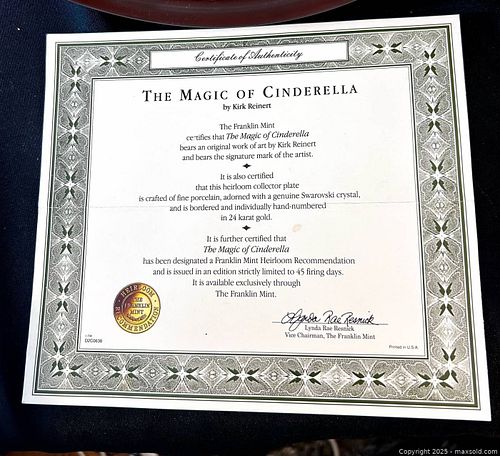 Certificate of Authenticity
THE MAGIC OF CINDERELLA
by Kirk Reinert
The Franklin Mint
certifies that The Magic of Cinderella
bears an original work of art by Kirk Reinert
and bears the signature mark of the artist.
It is also certified
that this heirloom collector plate
is crafted of fine porcelain, adorned with a genuine Swarovski crystal,
and is bordered and individually hand-numbered
in 24 karat gold.
It is further certified that
The Magic of Cinderella
has been designated a Franklin Mint Heirloom Recommendation
and is issued in an edition strictly limited to 45 firing days.
It is available exclusively through
The Franklin Mint.
HEIRLOOM
THE
FRANKLIN
MINT
RECOMMENDATION
Lynda Rae Resnick
Lynda Rae Resnick
Vice Chairman, The Franklin Mint
Printed in U.S.A.
Copyright 2025 - maxsold.com